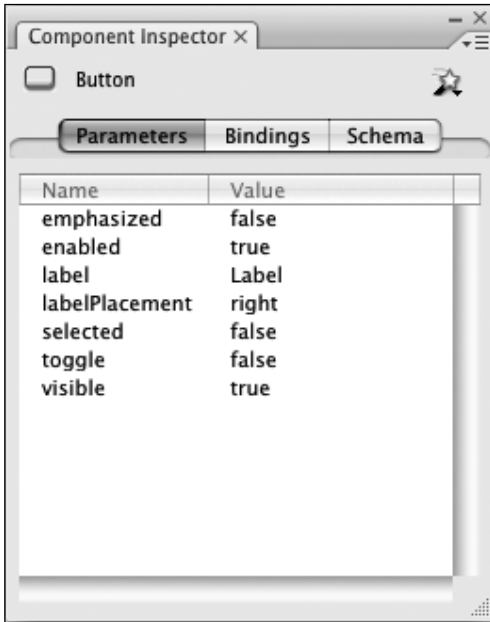 Component Inspector ×
Button
Parameters Bindings Schema
Name Value
emphasized false
enabled true
label Label
labelPlacement right
selected false
toggle false
visible true